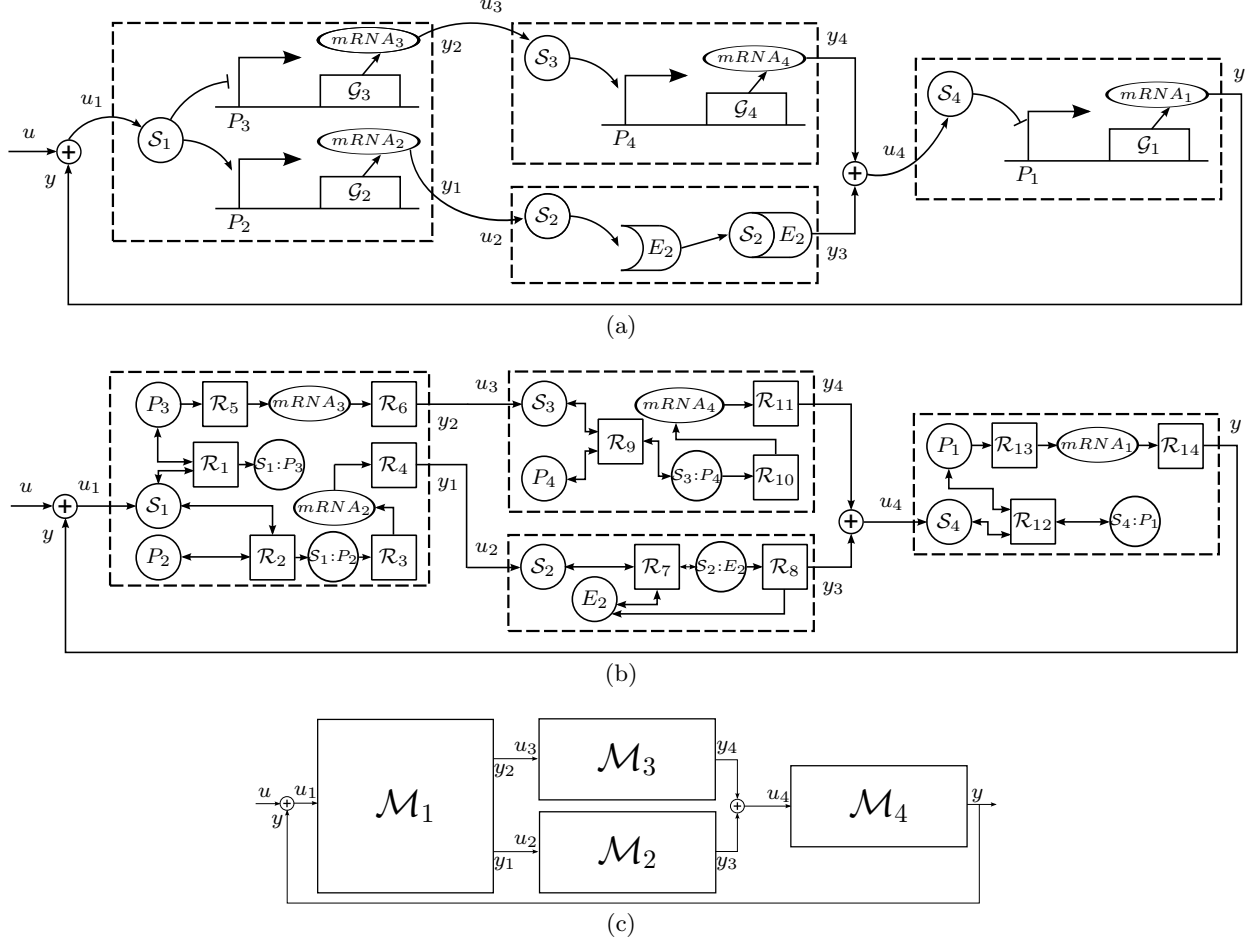 u₃
mRNA₃
y₂
y₄
S₃
mRNA₄
y
u₁
G₃
S₄
mRNA₁
P₃
G₄
u
S₁
mRNA₂
P₄
G₁
y
G₂
y₁
u₄
P₁
P₂
u₂
S₂
E₂
S₂
E₂
y₃
(a)
P₃
R₅
mRNA₃
R₆
u₃
y₂
S₃
mRNA₄
R₁₁
y₄
R₁
S₁:P₃
R₉
P₁
R₁₃
mRNA₁
R₁₄
y
R₄
y₁
P₄
S₃:P₄
R₁₀
u
u₁
S₁
mRNA₂
u₄
S₄
R₁₂
S₄:P₁
y
P₂
R₂
S₁:P₂
R₃
u₂
S₂
R₇
S₂:E₂
R₈
y₃
E₂
(b)
u₃
y₂
M₃
y₄
u
u₁
y
M₁
u₄
M₄
y
u₂
y₁
M₂
y₃
(c)